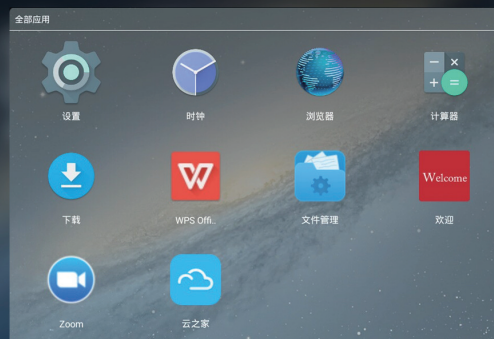 全部应用
设置
时钟
浏览器
计算器
下载
WPS Offi..
文件管理
Welcome
欢迎
Zoom
云之家